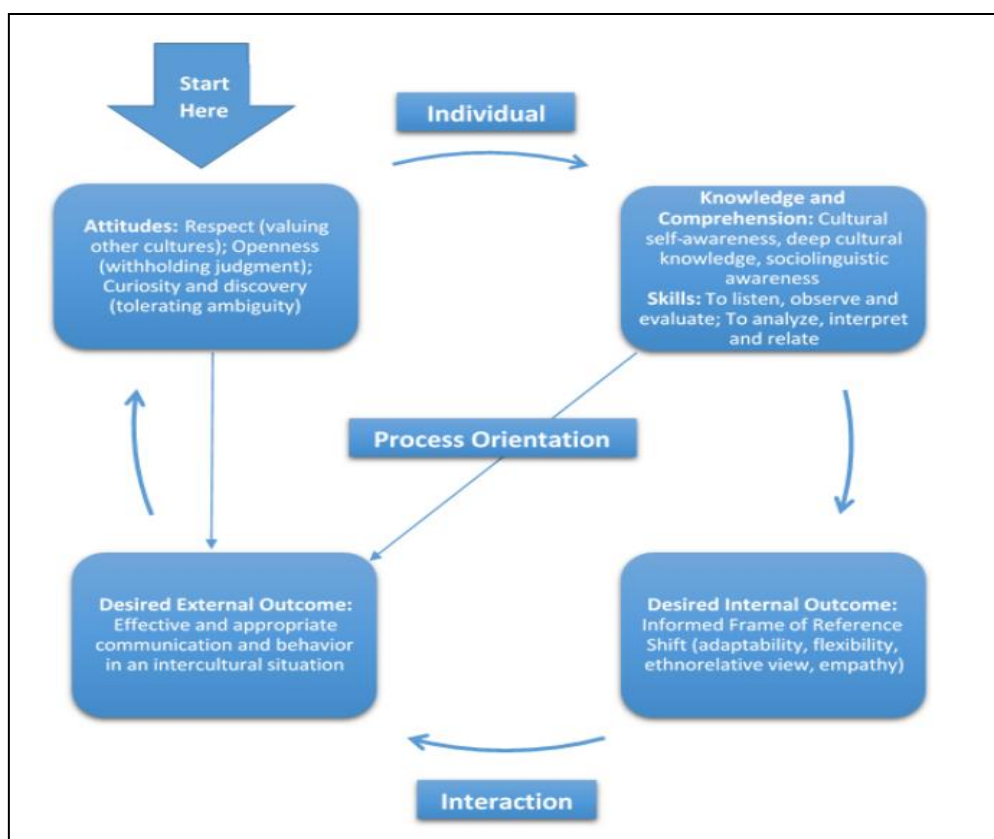 Start
Here
Individual
Attitudes: Respect (valuing
other cultures); Openness
(withholding judgment);
Curiosity and discovery
(tolerating ambiguity)
Knowledge and
Comprehension: Cultural
self-awareness, deep cultural
knowledge, sociolinguistic
awareness
Skills: To listen, observe and
evaluate; To analyze, interpret
and relate
Process Orientation
Desired External Outcome:
Effective and appropriate
communication and behavior
in an intercultural situation
Desired Internal Outcome:
Informed Frame of Reference
Shift (adaptability, flexibility,
ethnorelative view, empathy)
Interaction